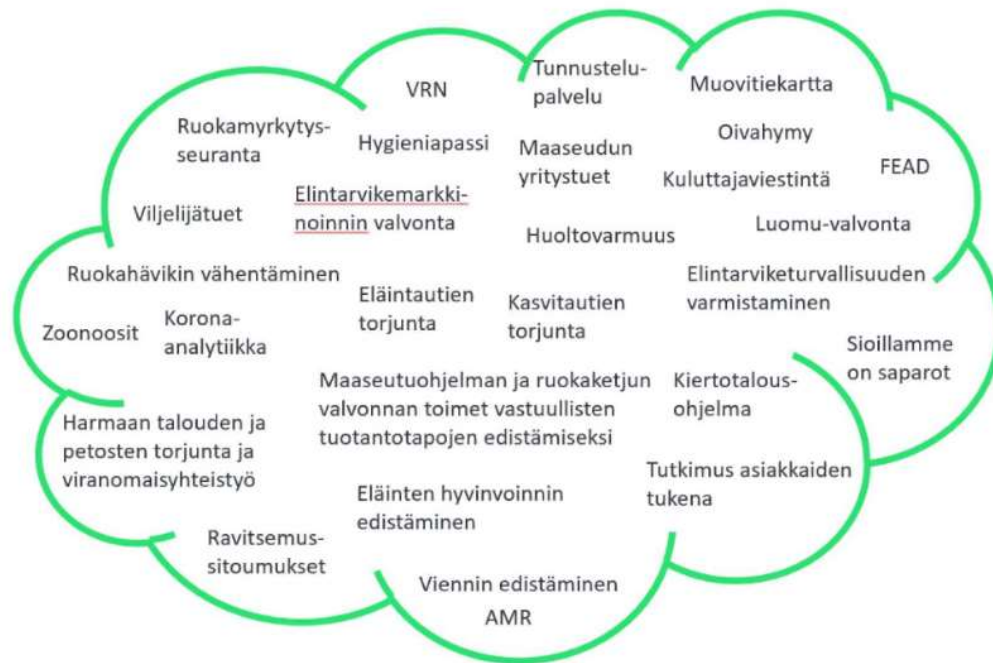 VRN
Tunnustelu-
palvelu
Muovitiekartta
Ruokamyrkytys-
seuranta
Hygieniapassi
Maaseudun
yritystuet
Oivahymy
Kuluttajaviestintä
FEAD
Viljelijätuet
Elintarvikemarkki-
noinnin valvonta
Huoltovarmuus
Luomu-valvonta
Ruokahävikin vähentäminen
Eläintautien
torjunta
Kasvitautien
torjunta
Elintarviketurvallisuuden
varmistaminen
Zoonoosit
Korona-
analytiikka
Sioillamme
on saparot
Maaseutuohjelman ja ruokaketjun
valvonnan toimet vastuullisten
tuotantotapojen edistämiseksi
Kiertotalous-
ohjelma
Harmaan talouden ja
petosten torjunta ja
viranomaisyhteistyö
Eläinten hyvinvoinnin
edistäminen
Tutkimus asiakkaiden
tukena
Ravitsemus-
sitoumukset
Viennin edistäminen
AMR